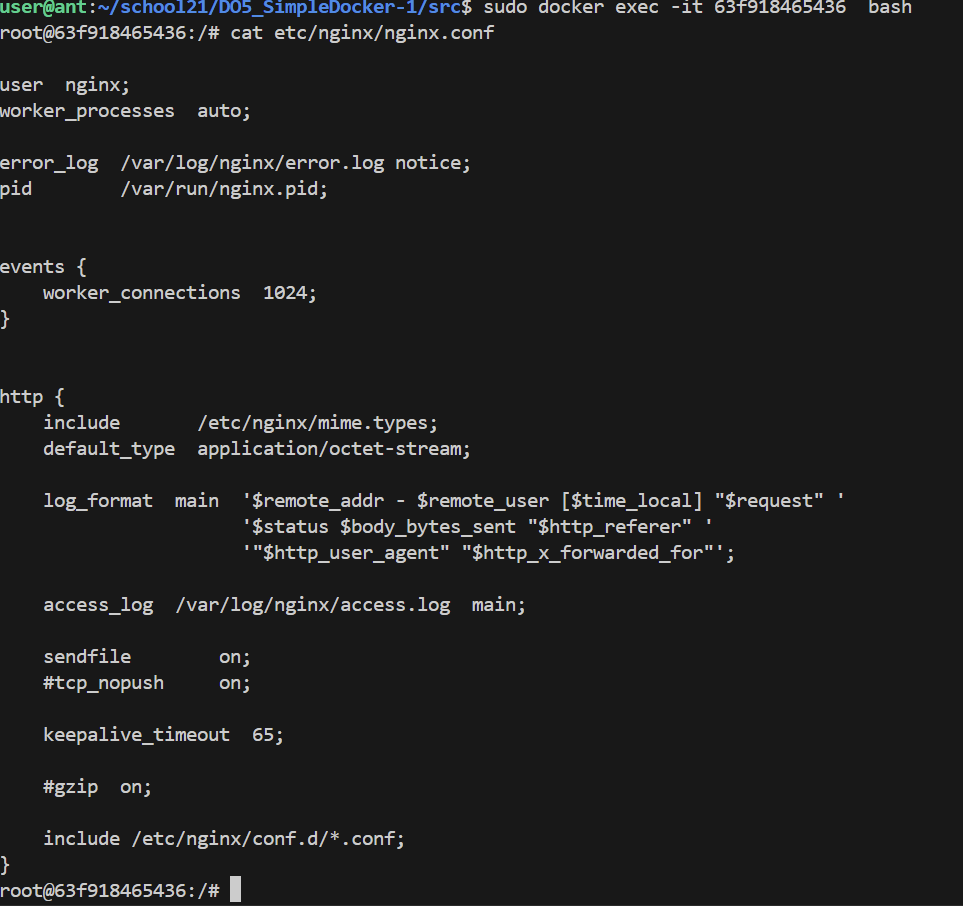 user@ant:~/school21/DO5_SimpleDocker-1/src$ sudo docker exec -it 63f918465436  bash
root@63f918465436:/# cat etc/nginx/nginx.conf
user  nginx;
worker_processes  auto;
error_log  /var/log/nginx/error.log notice;
pid        /var/run/nginx.pid;
events {
    worker_connections  1024;
}
http {
    include       /etc/nginx/mime.types;
    default_type  application/octet-stream;
    log_format  main  '$remote_addr - $remote_user [$time_local] "$request" '
                      '$status $body_bytes_sent "$http_referer" '
                      '"$http_user_agent" "$http_x_forwarded_for"';
    access_log  /var/log/nginx/access.log  main;
    sendfile        on;
    #tcp_nopush     on;
    keepalive_timeout  65;
    #gzip  on;
    include /etc/nginx/conf.d/*.conf;
}
root@63f918465436:/#